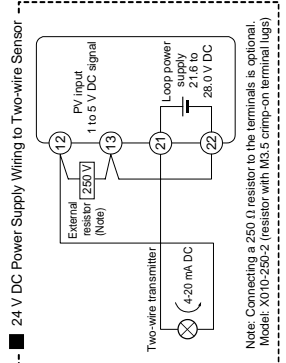 24 V DC Power Supply Wiring to Two-wire Sensor
PV input
1 to 5 V DC signal
Loop power
supply
21.6 to
28.0 V DC
12
13
21
22
250 V
External
resistor
(Note)
Two-wire transmitter
4-20 mA DC
Note: Connecting a 250 Ω resistor to the terminals is optional.
Model: X010-250-2 (resistor with M3.5 crimp-on terminal lugs)